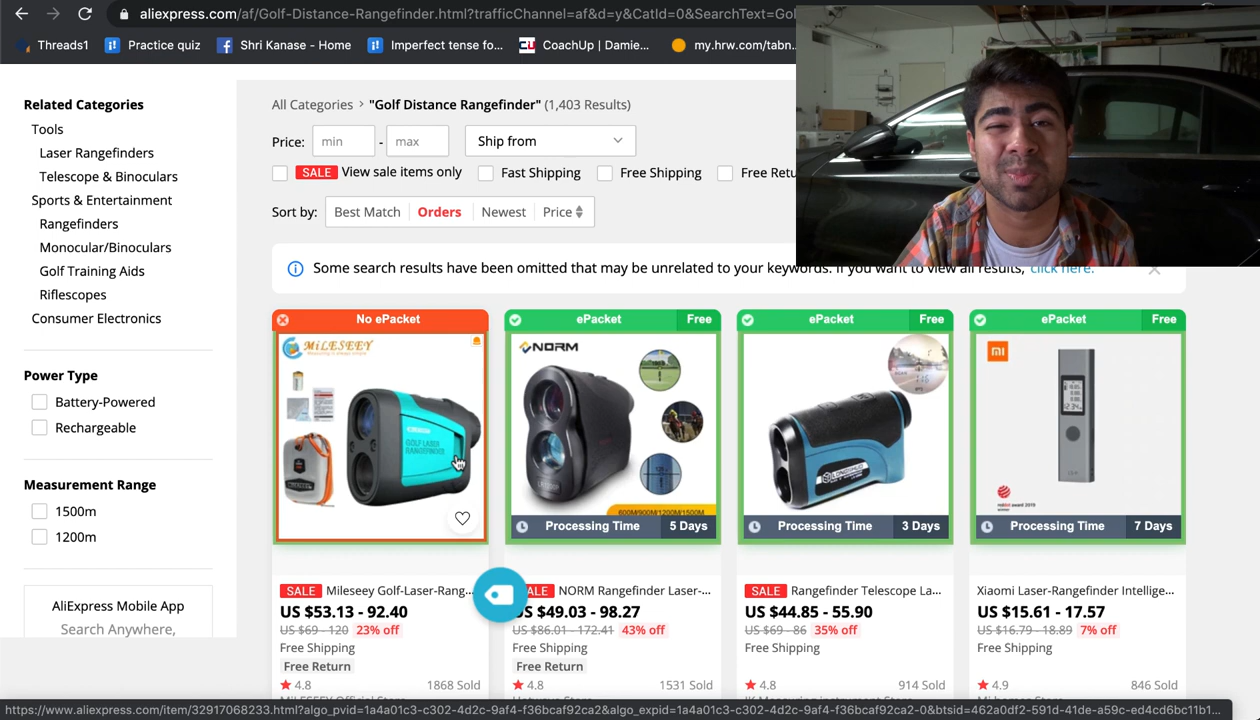 aliexpress.com/af/Golf-Distance-Rangefinder.html?trafficChannel=af&d=y&CatId=0&SearchText=Gol
Threads1 Practice quiz Shri Kanase - Home Imperfect tense fo... CoachUp | Damie... my.hrw.com/tabn...
Related Categories
Tools
Laser Rangefinders
Telescope & Binoculars
Sports & Entertainment
Rangefinders
Monocular/Binoculars
Golf Training Aids
Riflescopes
Consumer Electronics
Power Type
Battery-Powered
Rechargeable
Measurement Range
1500m
1200m
AliExpress Mobile App
Search Anywhere,
All Categories > "Golf Distance Rangefinder" (1,403 Results)
Price: min - max Ship from
SALE View sale items only Fast Shipping Free Shipping Free Retu
Sort by: Best Match Orders Newest Price
Some search results have been omitted that may be unrelated to your keywords. If you want to view all results, click here.
No ePacket ePacket Free ePacket Free ePacket Free
MiLESEEY
GOLF LASER
RANGEFINDER
NORM
600M/900M/1200M/1500M
mi
Processing Time 5 Days Processing Time 3 Days Processing Time 7 Days
SALE Mileseey Golf-Laser-Rang... SALE NORM Rangefinder Laser-... SALE Rangefinder Telescope La... Xiaomi Laser-Rangefinder Intellige...
US $53.13 - 92.40 US $49.03 - 98.27 US $44.85 - 55.90 US $15.61 - 17.57
US $69 - 120 23% off US $86.01 - 172.41 43% off US $69 - 86 35% off US $16.79 - 18.89 7% off
Free Shipping Free Shipping Free Shipping Free Shipping
Free Return Free Return
4.8 1868 Sold 4.8 1531 Sold 4.8 914 Sold 4.9 846 Sold
https://www.aliexpress.com/item/32917068233.html?algo_pvid=1a4a01c3-c302-4d2c-9af4-f36bcaf92ca2&algo_expid=1a4a01c3-c302-4d2c-9af4-f36bcaf92ca2-0&btsid=462a0df2-591d-41de-a59c-ed4cd6bc11b1...